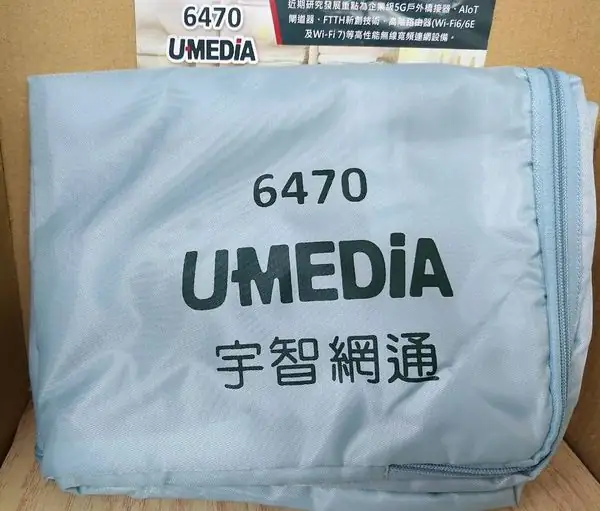 6470
UMEDiA
近期研究發展重點為企業級5G戶外橋接器、AIoT
閘道器、FTTH新創技術、高階路由器(Wi-Fi6/6E
及Wi-Fi 7)等高性能無線寬頻連網設備。
6470
UMEDiA
宇智網通